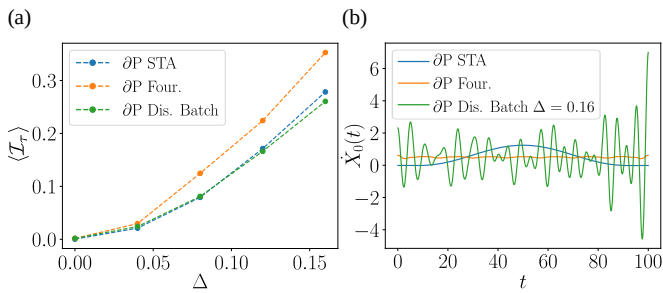 (a)
∂P STA
∂P Four.
∂P Dis. Batch
⟨ℐτ⟩
0.3
0.2
0.1
0.0
0.00 0.05 0.10 0.15
Δ
(b)
∂P STA
∂P Four.
∂P Dis. Batch Δ = 0.16
Ẋ₀(t)
6
4
2
0
−2
−4
0 20 40 60 80 100
t